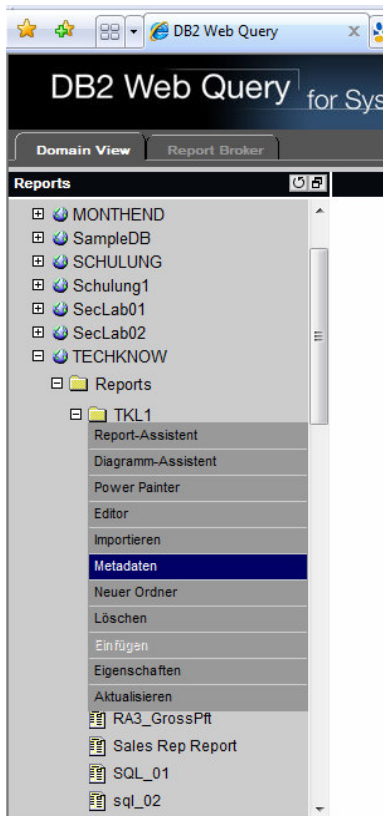 DB2 Web Query
DB2 Web Query for Sys
Domain View Report Broker
Reports
MONTHEND
SampleDB
SCHULUNG
Schulung1
SecLab01
SecLab02
TECHKNOW
Reports
TKL1
Report-Assistent
Diagramm-Assistent
Power Painter
Editor
Importieren
Metadaten
Neuer Ordner
Löschen
Einfügen
Eigenschaften
Aktualisieren
RA3_GrossPft
Sales Rep Report
SQL_01
sql_02